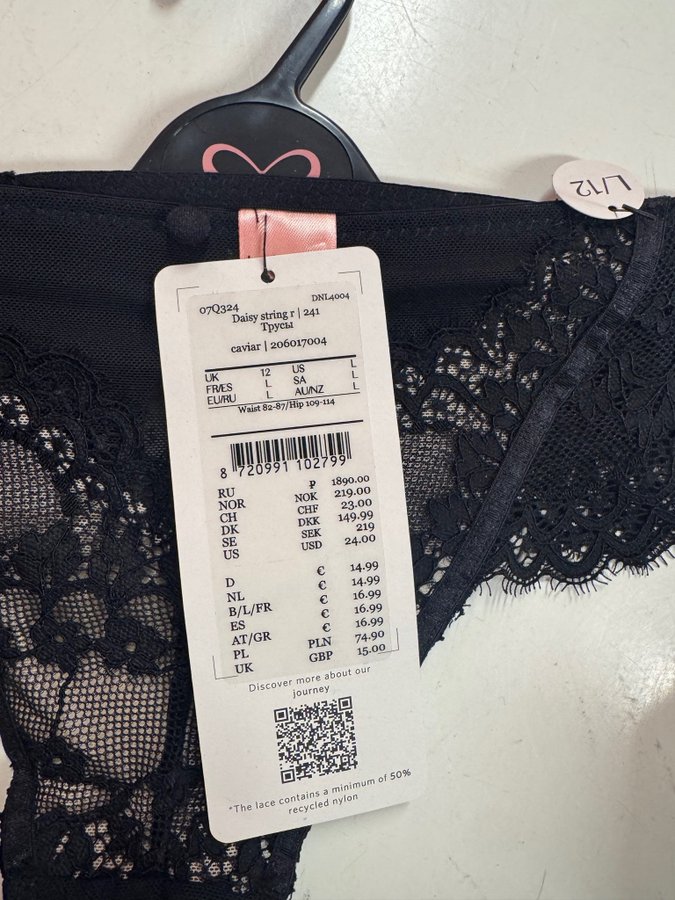 L/12
07Q324 DNL4004
Daisy string r | 241
Трусы
caviar | 206017004
UK 12 US L
FR/ES L SA L
EU/RU L AU/NZ L
Waist 82-87/Hip 109-114
8 720991 102799
RU ₽ 1890.00
NOR NOK 219.00
CH CHF 23.00
DK DKK 149.99
SE SEK 219
US USD 24.00
D € 14.99
NL € 14.99
B/L/FR € 16.99
ES € 16.99
AT/GR € 16.99
PL PLN 74.90
UK GBP 15.00
Discover more about our
journey
*The lace contains a minimum of 50%
recycled nylon